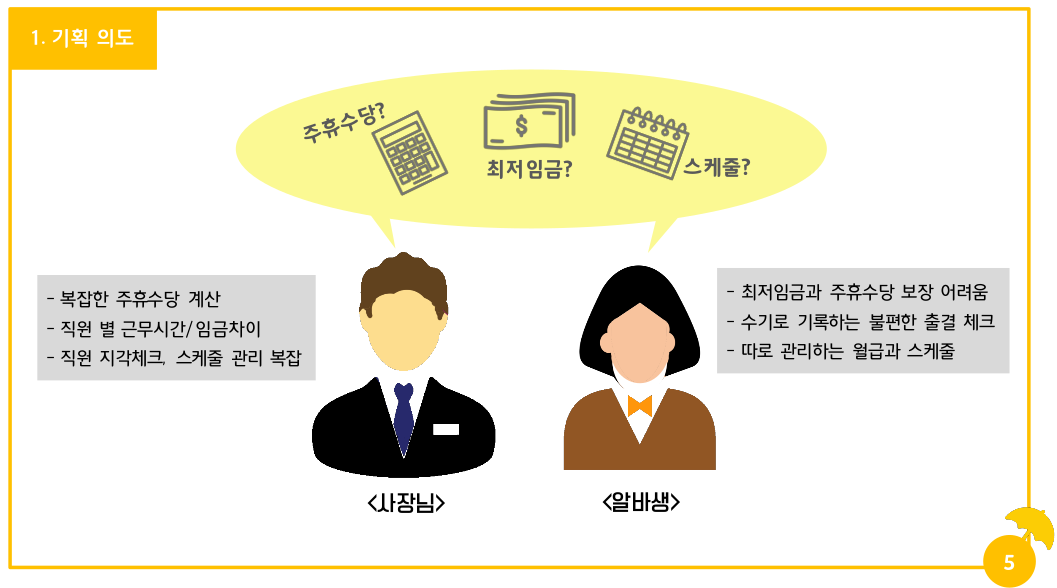 1. 기획 의도
주휴수당?
$
최저임금?
스케줄?
- 복잡한 주휴수당 계산
- 직원 별 근무시간/임금차이
- 직원 지각체크, 스케줄 관리 복잡
- 최저임금과 주휴수당 보장 어려움
- 수기로 기록하는 불편한 출결 체크
- 따로 관리하는 월급과 스케줄
<사장님>
<알바생>
5